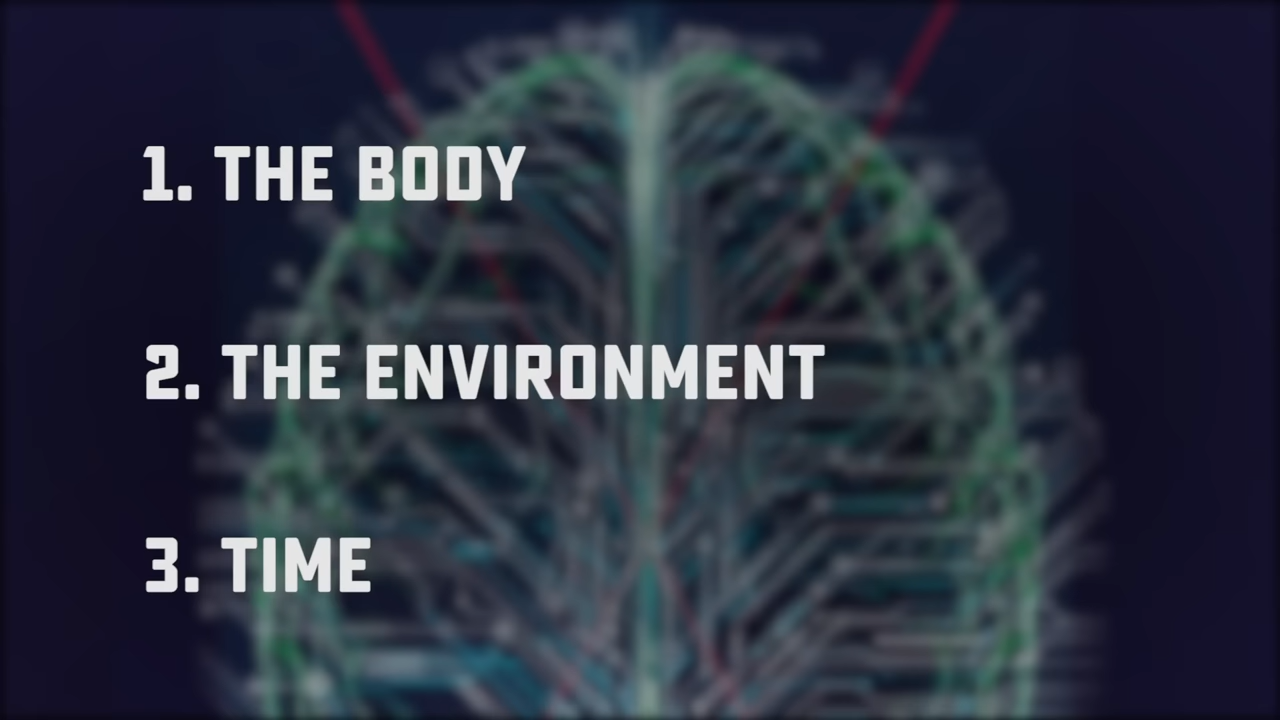 1. THE BODY
2. THE ENVIRONMENT
3. TIME